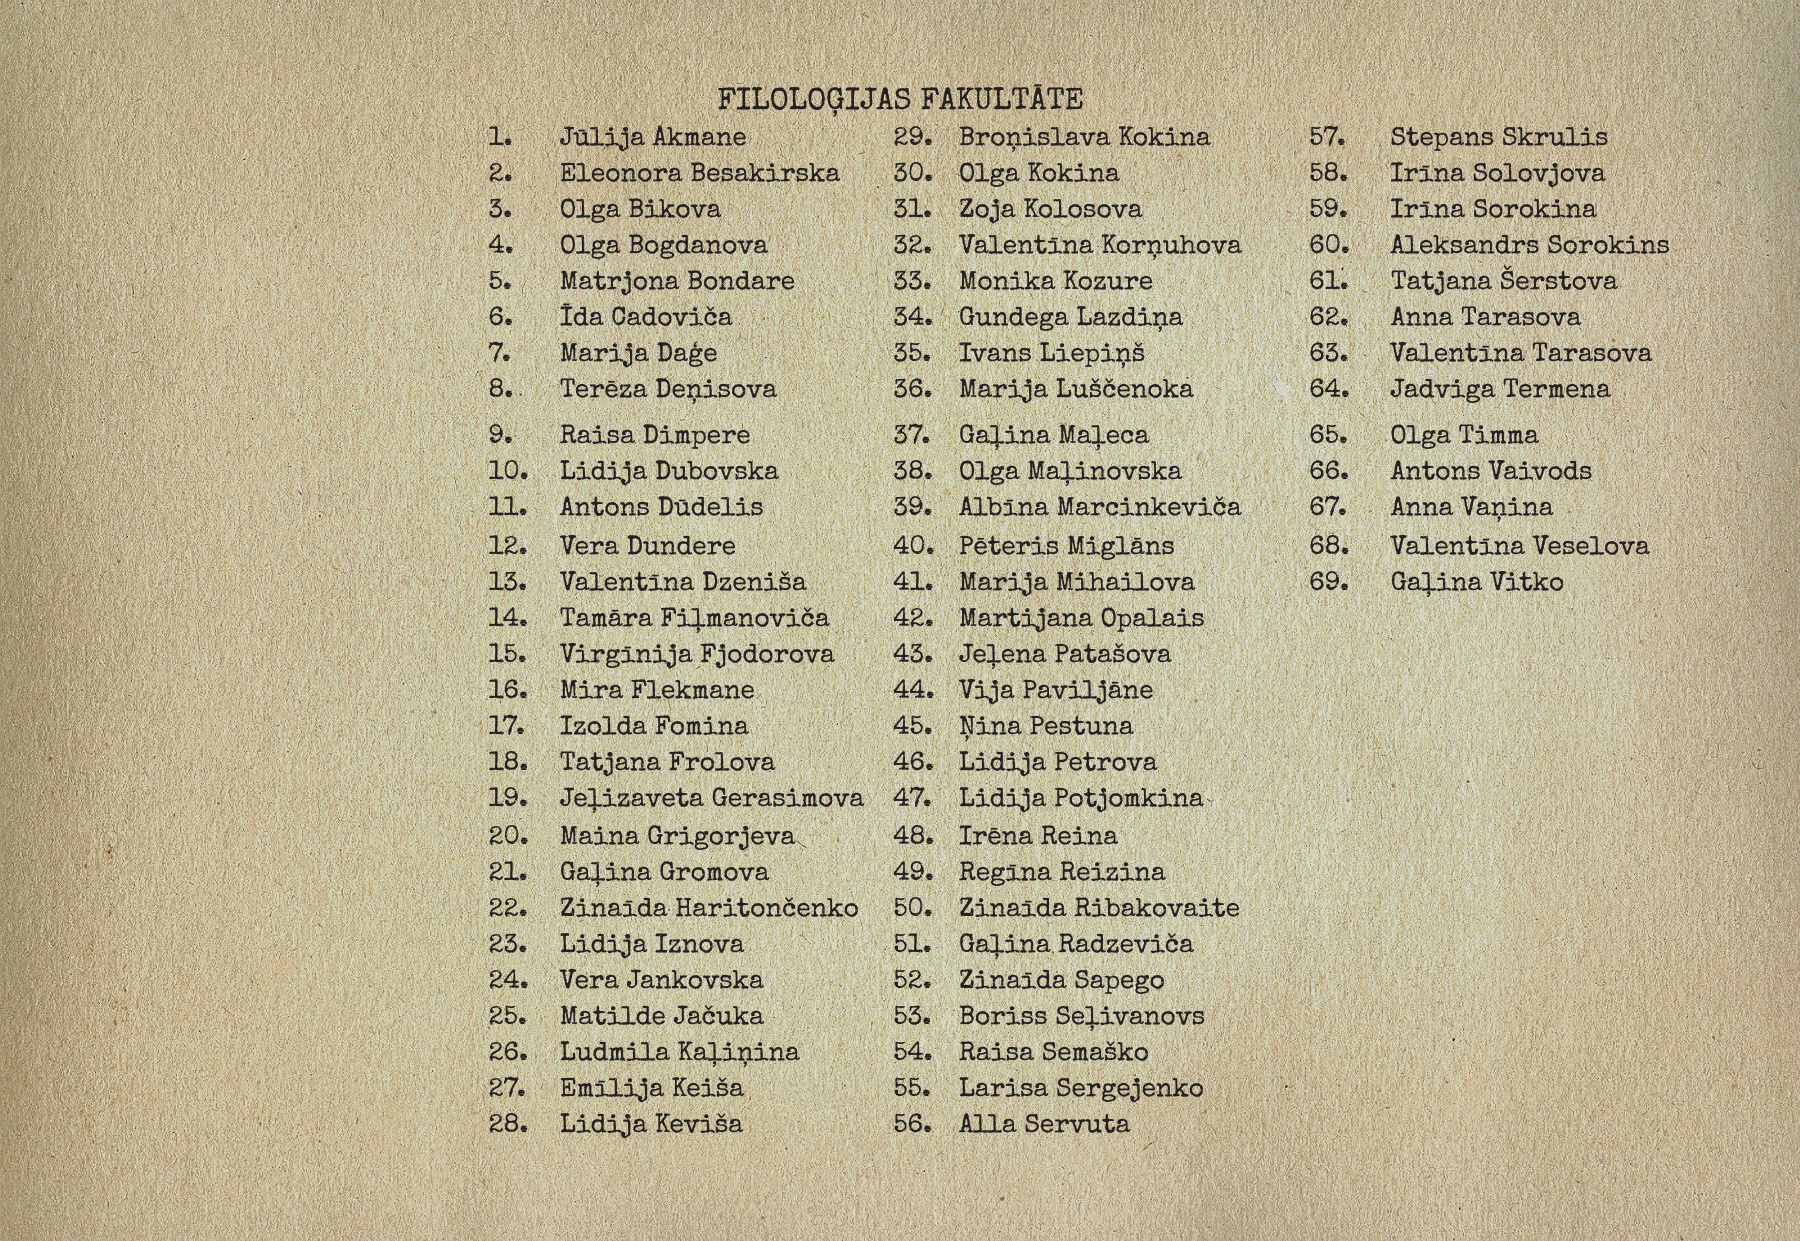 FILOLOĢIJAS FAKULTĀTE
1. Jūlija Akmane
2. Eleonora Besakirska
3. Olga Bikova
4. Olga Bogdanova
5. Matrjona Bondare
6. Īda Cadoviča
7. Marija Daģe
8. Terēza Deņisova
9. Raisa Dimpere
10. Lidija Dubovska
11. Antons Dūdelis
12. Vera Dundere
13. Valentīna Dzeniša
14. Tamāra Fiļmanoviča
15. Virgīnija Fjodorova
16. Mira Flekmane
17. Izolda Fomina
18. Tatjana Frolova
19. Jeļizaveta Gerasimova
20. Maina Grigorjeva
21. Gaļina Gromova
22. Zinaīda Haritončenko
23. Lidija Iznova
24. Vera Jankovska
25. Matilde Jačuka
26. Ludmila Kaļiņina
27. Emīlija Keiša
28. Lidija Keviša
29. Broņislava Kokina
30. Olga Kokina
31. Zoja Kolosova
32. Valentīna Korņuhova
33. Monika Kozure
34. Gundega Lazdiņa
35. Ivans Liepiņš
36. Marija Luščenoka
37. Gaļina Maļeca
38. Olga Maļinovska
39. Albīna Marcinkeviča
40. Pēteris Miglāns
41. Marija Mihailova
42. Martijana Opalais
43. Jeļena Patašova
44. Vija Paviljāne
45. Ņina Pestuna
46. Lidija Petrova
47. Lidija Potjomkina
48. Irēna Reina
49. Regīna Reizina
50. Zinaīda Ribakovaite
51. Gaļina Radzeviča
52. Zinaīda Sapego
53. Boriss Seļivanovs
54. Raisa Semaško
55. Larisa Sergejenko
56. Alla Servuta
57. Stepans Skrulis
58. Irīna Solovjova
59. Irīna Sorokina
60. Aleksandrs Sorokins
61. Tatjana Šerstova
62. Anna Tarasova
63. Valentīna Tarasova
64. Jadviga Termena
65. Olga Timma
66. Antons Vaivods
67. Anna Vaņina
68. Valentīna Veselova
69. Gaļina Vitko